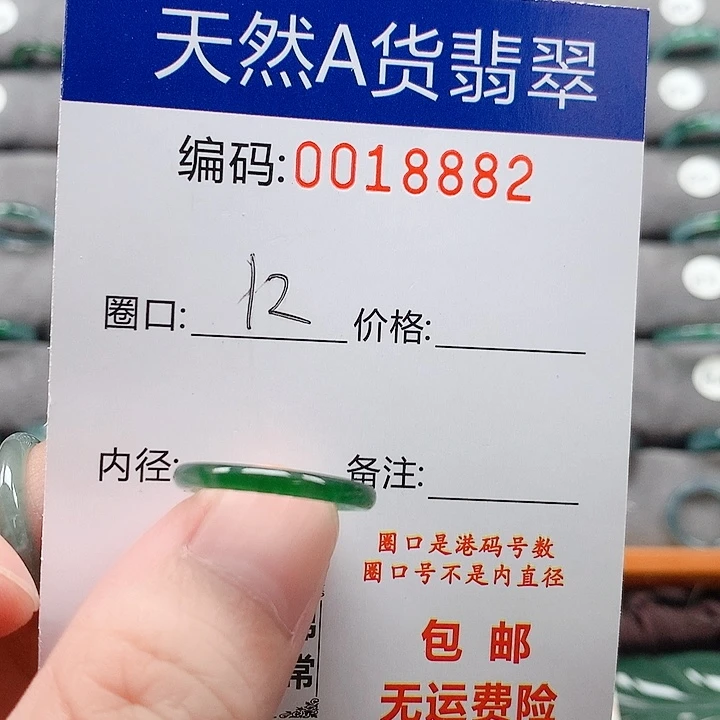 天然A货翡翠
编码:0018882
圈口: 12 价格:
内径: 备注:
圈口是港码号数
圈口号不是内直径
包邮
无运费险
常